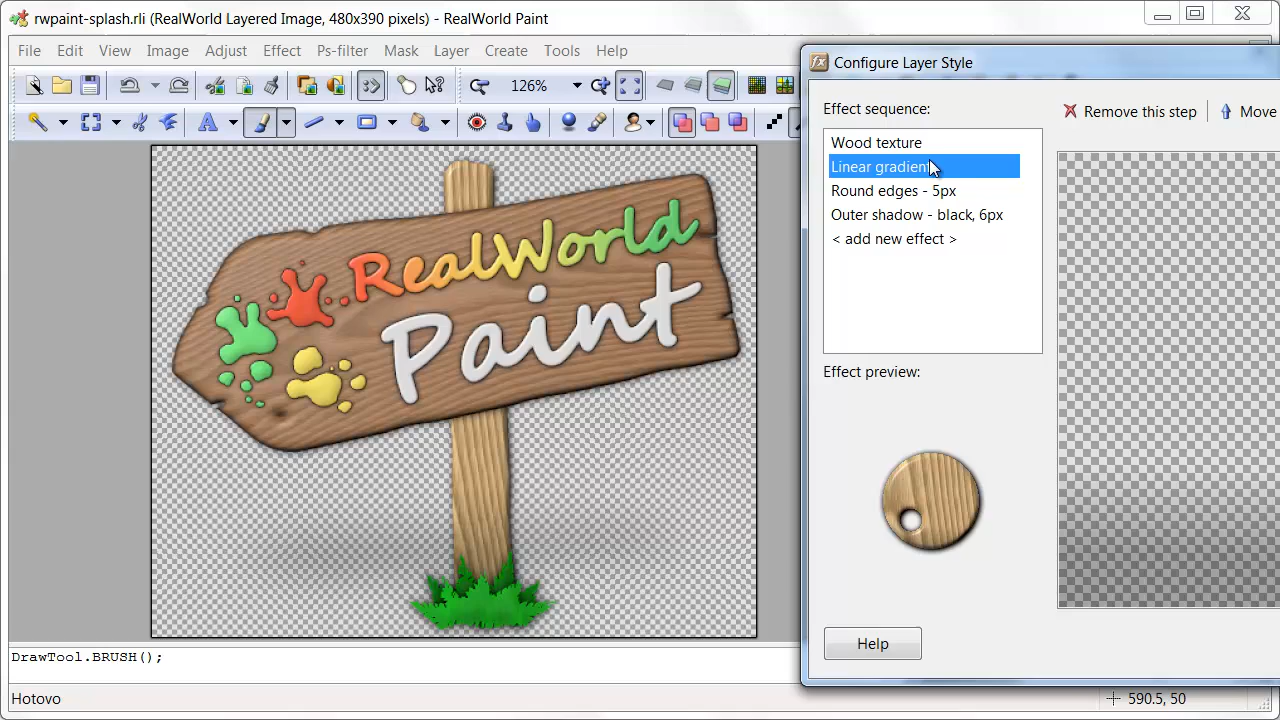 rwpaint-splash.rli (RealWorld Layered Image, 480x390 pixels) - RealWorld Paint
File Edit View Image Adjust Effect Ps-filter Mask Layer Create Tools Help
126%
Configure Layer Style
Effect sequence:
Remove this step
Move
Wood texture
Linear gradient
Round edges - 5px
Outer shadow - black, 6px
< add new effect >
Effect preview:
Help
RealWorld
Paint
DrawTool.BRUSH();
Hotovo
590.5, 50